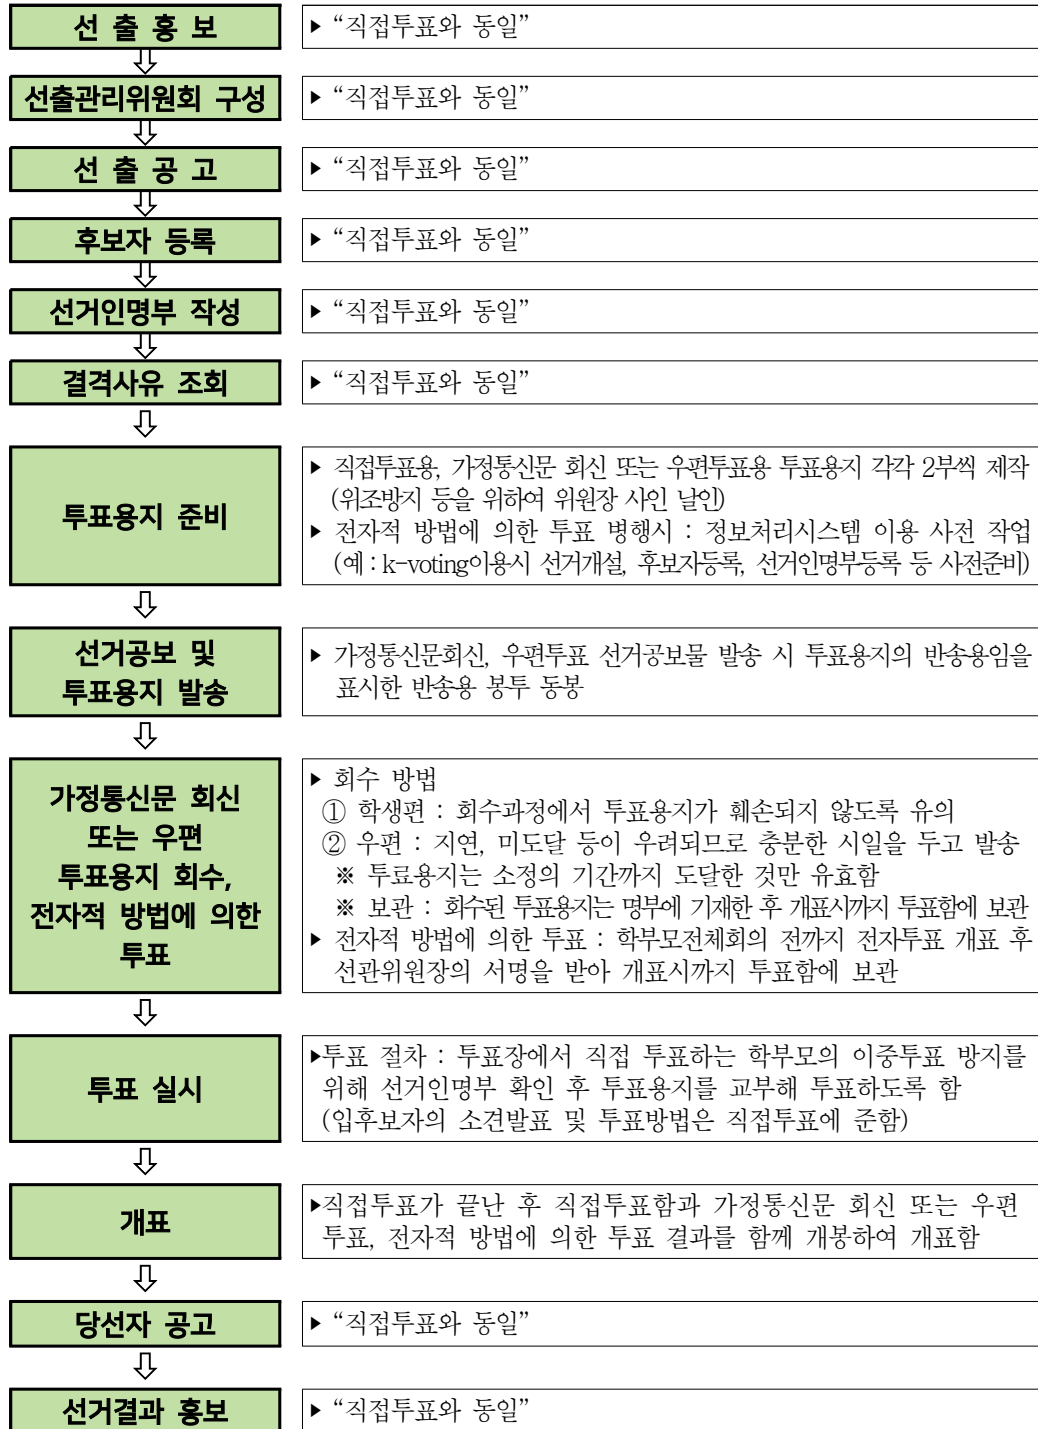 선 출 홍 보
▶ “직접투표와 동일”
선출관리위원회 구성
▶ “직접투표와 동일”
선 출 공 고
▶ “직접투표와 동일”
후보자 등록
▶ “직접투표와 동일”
선거인명부 작성
▶ “직접투표와 동일”
결격사유 조회
▶ “직접투표와 동일”
투표용지 준비
▶ 직접투표용, 가정통신문 회신 또는 우편투표용 투표용지 각각 2부씩 제작
(위조방지 등을 위하여 위원장 사인 날인)
▶ 전자적 방법에 의한 투표 병행시 : 정보처리시스템 이용 사전 작업
(예 : k-voting이용시 선거개설, 후보자등록, 선거인명부등록 등 사전준비)
선거공보 및
투표용지 발송
▶ 가정통신문회신, 우편투표 선거공보물 발송 시 투표용지의 반송용임을
표시한 반송용 봉투 동봉
가정통신문 회신
또는 우편
투표용지 회수,
전자적 방법에 의한
투표
▶ 회수 방법
① 학생편 : 회수과정에서 투표용지가 훼손되지 않도록 유의
② 우편 : 지연, 미도달 등이 우려되므로 충분한 시일을 두고 발송
※ 투료용지는 소정의 기간까지 도달한 것만 유효함
※ 보관 : 회수된 투표용지는 명부에 기재한 후 개표시까지 투표함에 보관
▶ 전자적 방법에 의한 투표 : 학부모전체회의 전까지 전자투표 개표 후
선관위원장의 서명을 받아 개표시까지 투표함에 보관
투표 실시
▶투표 절차 : 투표장에서 직접 투표하는 학부모의 이중투표 방지를
위해 선거인명부 확인 후 투표용지를 교부해 투표하도록 함
(입후보자의 소견발표 및 투표방법은 직접투표에 준함)
개표
▶직접투표가 끝난 후 직접투표함과 가정통신문 회신 또는 우편
투표, 전자적 방법에 의한 투표 결과를 함께 개봉하여 개표함
당선자 공고
▶ “직접투표와 동일”
선거결과 홍보
▶ “직접투표와 동일”